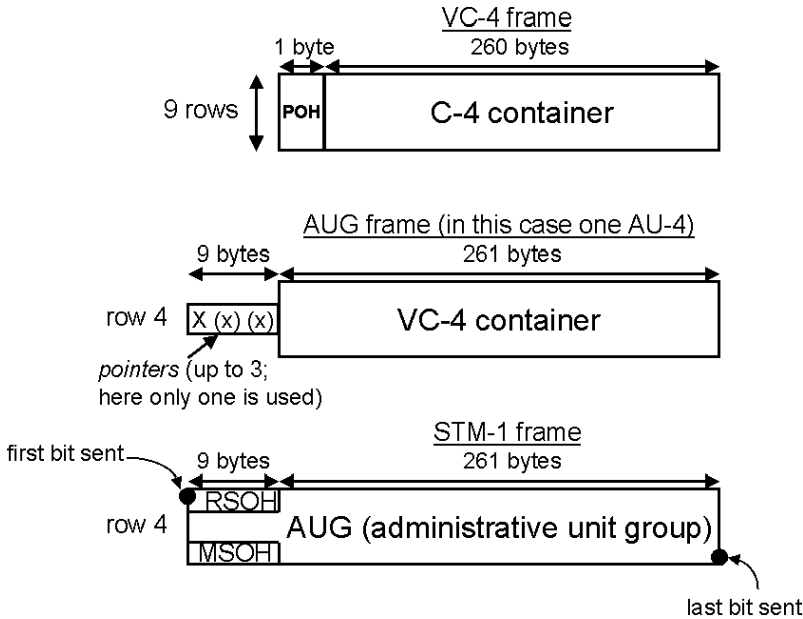 VC-4 frame
1 byte 260 bytes
9 rows POH C-4 container
AUG frame (in this case one AU-4)
9 bytes 261 bytes
row 4 X (x) (x) VC-4 container
pointers (up to 3;
here only one is used)
STM-1 frame
first bit sent 9 bytes 261 bytes
RSOH
row 4 AUG (administrative unit group)
MSOH
last bit sent